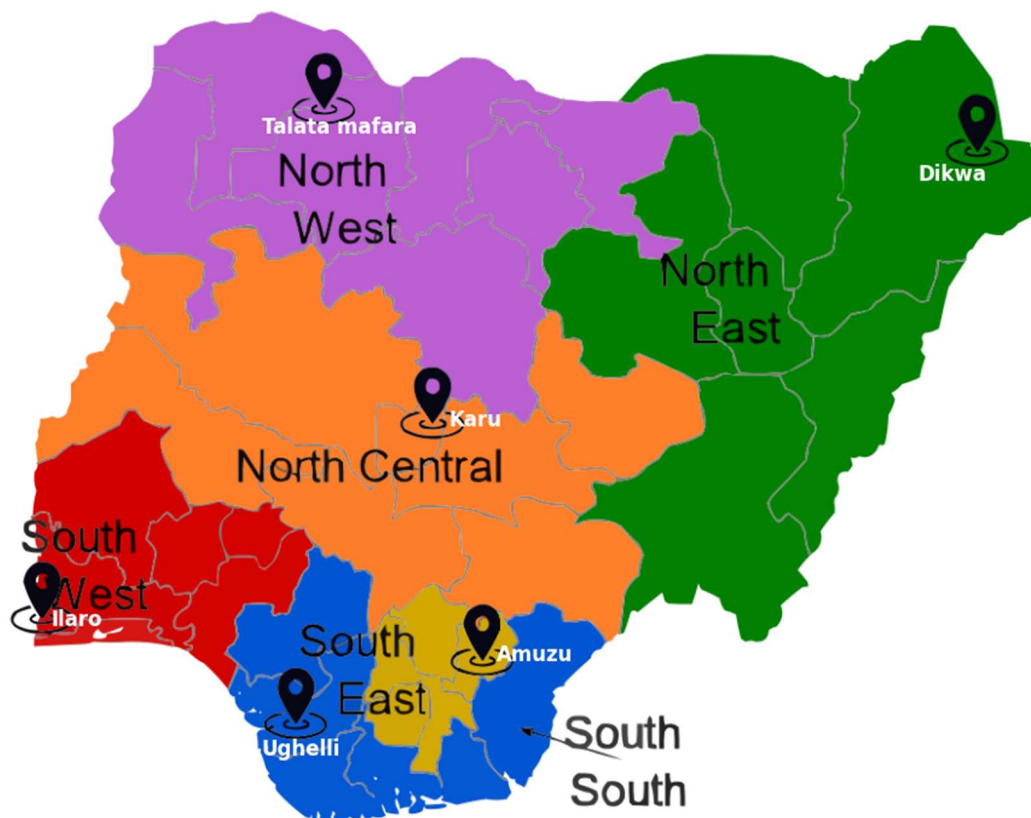 Talata mafara
North
West
Dikwa
North
East
Karu
North Central
South
West
Ilaro
South
East
Amuzu
Ughelli
South
South